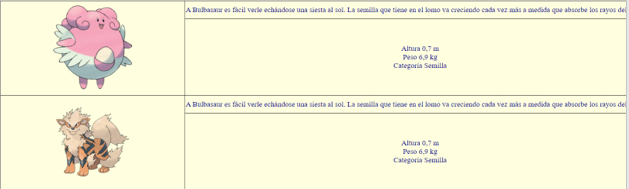 A Bulbasaur es fácil verle echándose una siesta al sol. La semilla que tiene en el lomo va creciendo cada vez más a medida que absorbe los rayos del
Altura 0,7 m
Peso 6,9 kg
Categoría Semilla
A Bulbasaur es fácil verle echándose una siesta al sol. La semilla que tiene en el lomo va creciendo cada vez más a medida que absorbe los rayos del
Altura 0,7 m
Peso 6,9 kg
Categoría Semilla